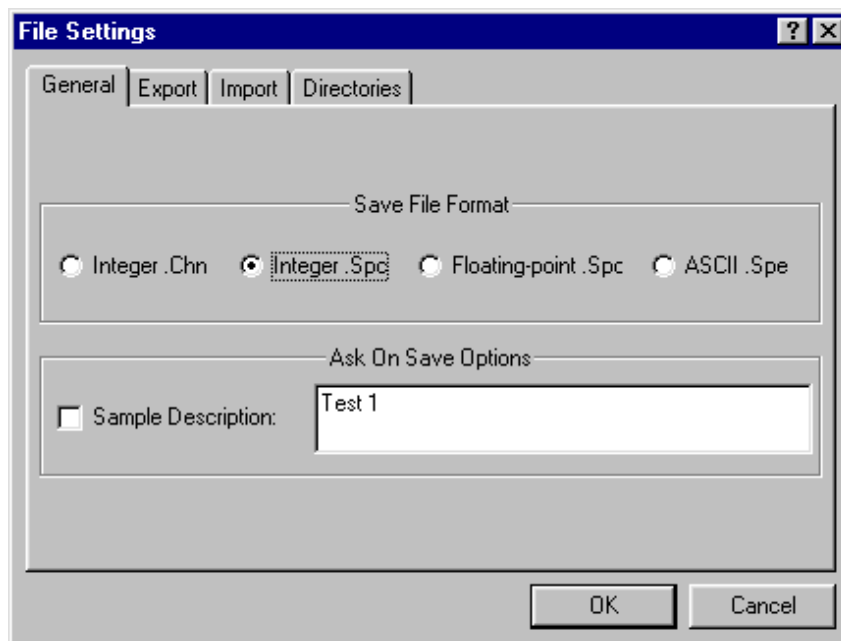 File Settings
General Export Import Directories
Save File Format
Integer .Chn Integer .Spc Floating-point .Spc ASCII .Spe
Ask On Save Options
Sample Description: Test 1
OK Cancel